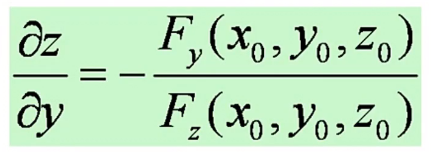 ∂z/∂y = −F_y(x_0, y_0, z_0)/F_z(x_0, y_0, z_0)